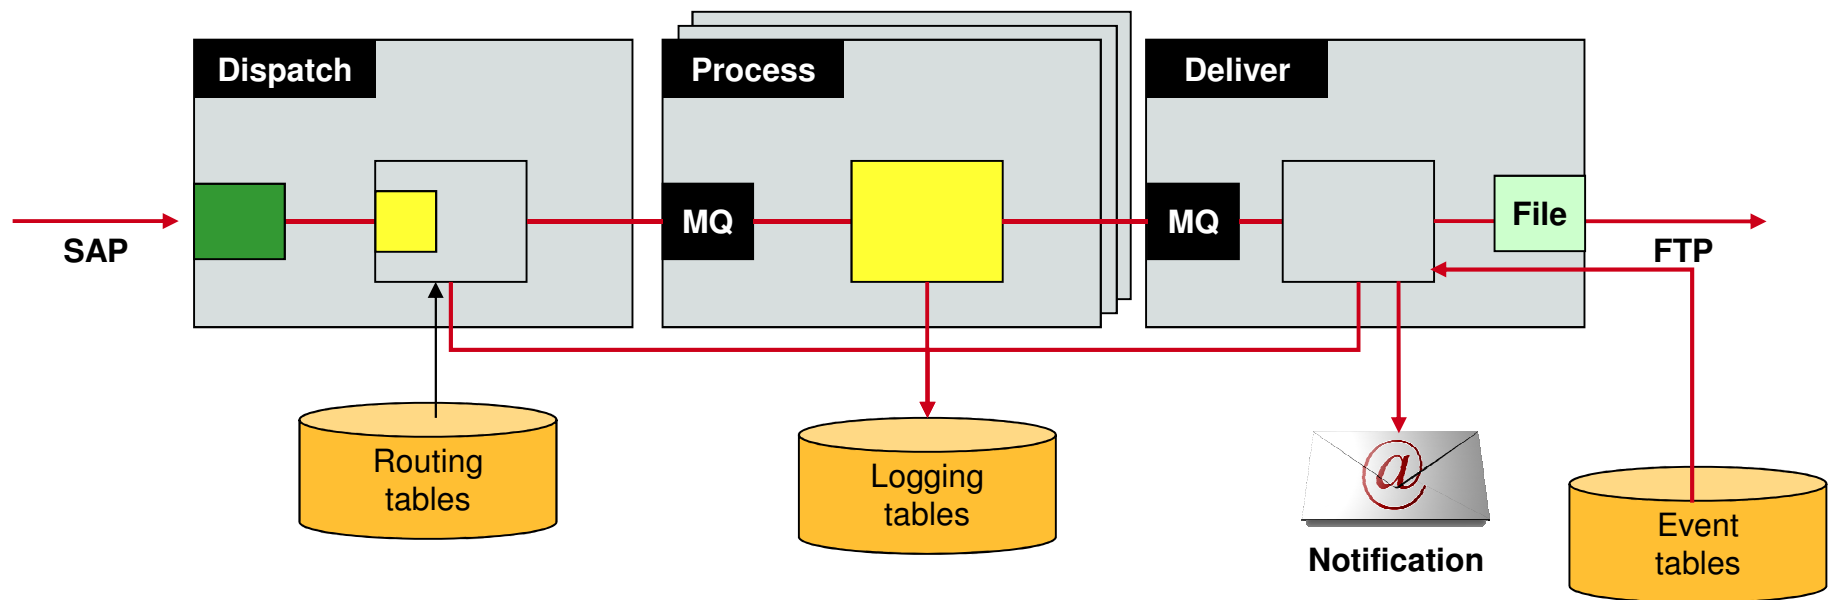 Dispatch
Process
Deliver
MQ
MQ
File
SAP
FTP
Routing
tables
Logging
tables
@
Notification
Event
tables